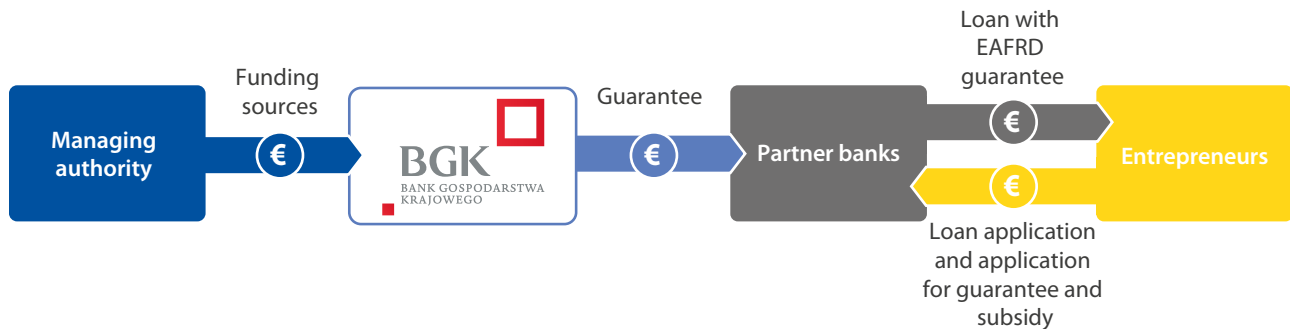 Managing
authority
Funding
sources
€
BGK
BANK GOSPODARSTWA
KRAJOWEGO
Guarantee
€
Partner banks
Loan with
EAFRD
guarantee
€
€
Loan application
and application
for guarantee and
subsidy
Entrepreneurs